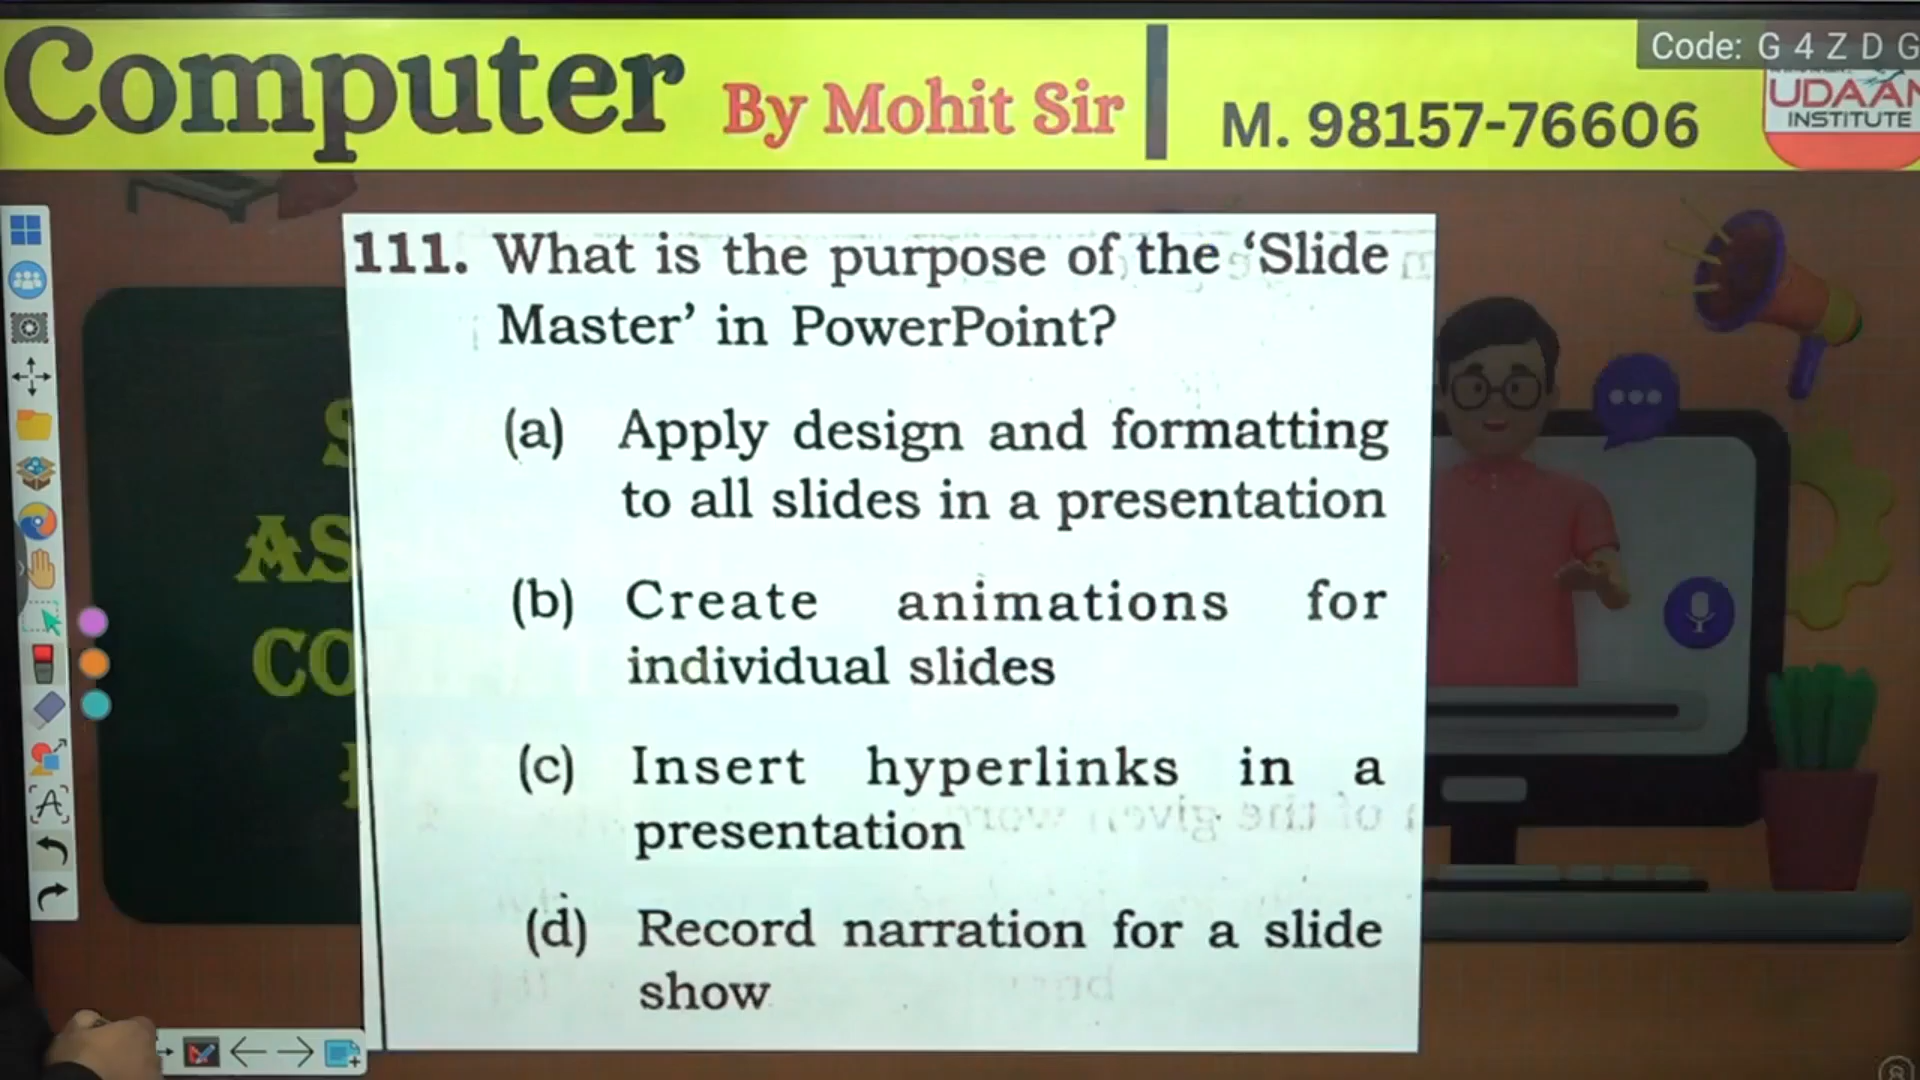 Computer By Mohit Sir
M. 98157-76606
Code: G 4 Z D G
UDAAN
INSTITUTE
111. What is the purpose of the ‘Slide
Master’ in PowerPoint?
(a) Apply design and formatting
to all slides in a presentation
(b) Create animations for
individual slides
(c) Insert hyperlinks in a
presentation
(d) Record narration for a slide
show
AS
CO